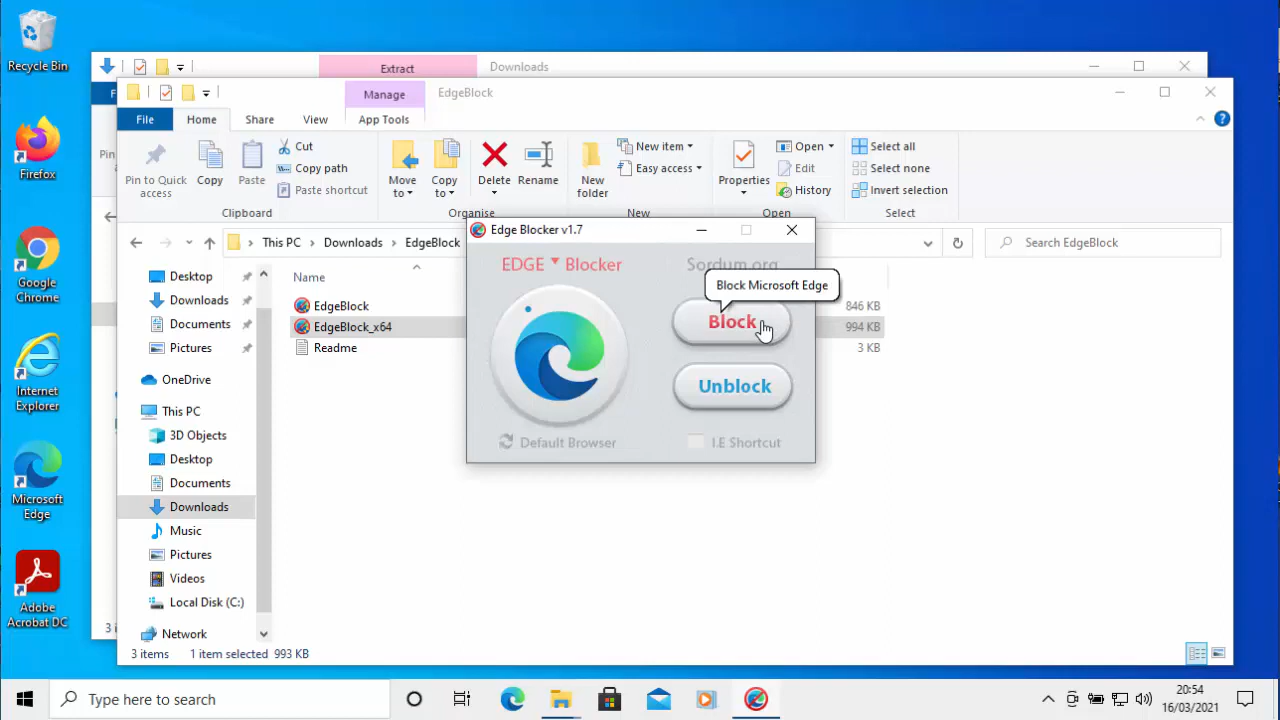 Recycle Bin
Firefox
Google
Chrome
Internet
Explorer
Microsoft
Edge
Adobe
Acrobat DC
Extract
Downloads
Manage
EdgeBlock
File
Home
Share
View
App Tools
Pin to Quick
access
Copy
Paste
Cut
Copy path
Paste shortcut
Clipboard
Move
to
Copy
to
Delete
Rename
Organise
New
folder
New item
Easy access
New
Properties
Open
Edit
History
Open
Select all
Select none
Invert selection
Select
This PC
Downloads
EdgeBlock
Search EdgeBlock
Desktop
Downloads
Documents
Pictures
OneDrive
This PC
3D Objects
Desktop
Documents
Downloads
Music
Pictures
Videos
Local Disk (C:)
Network
Name
EdgeBlock
846 KB
EdgeBlock_x64
994 KB
Readme
3 KB
Edge Blocker v1.7
EDGE Blocker
Sordum.org
Block Microsoft Edge
Block
Unblock
Default Browser
I.E Shortcut
3 items
1 item selected 993 KB
Type here to search
20:54
16/03/2021